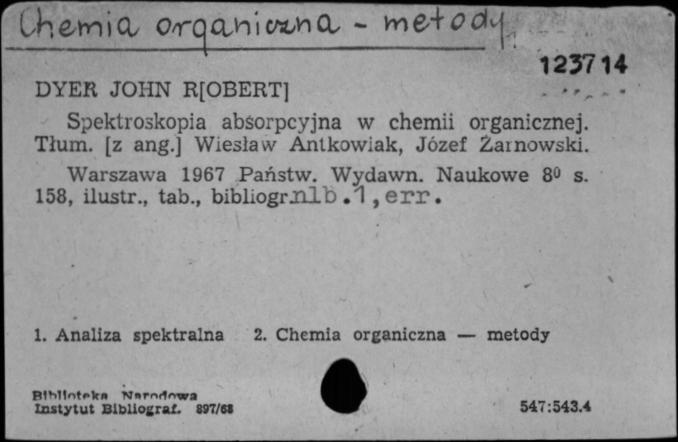 Chemia organiczna - metody
123714
DYER JOHN R[OBERT]
Spektroskopia absorpcyjna w chemii organicznej.
Tłum. [z ang.] Wiesław Antkowiak, Józef Żarnowski.
Warszawa 1967 Państw. Wydawn. Naukowe 8⁰ s.
158, ilustr., tab., bibliogr.nlb.1,err.
1. Analiza spektralna 2. Chemia organiczna — metody
Biblioteka Narodowa
Instytut Bibliograf. 897/68
547:543.4